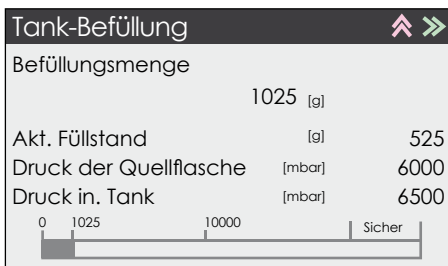 Tank-Befüllung
Befüllungsmenge
1025 [g]
Akt. Füllstand [g] 525
Druck der Quellflasche [mbar] 6000
Druck in. Tank [mbar] 6500
0 1025 10000 Sicher